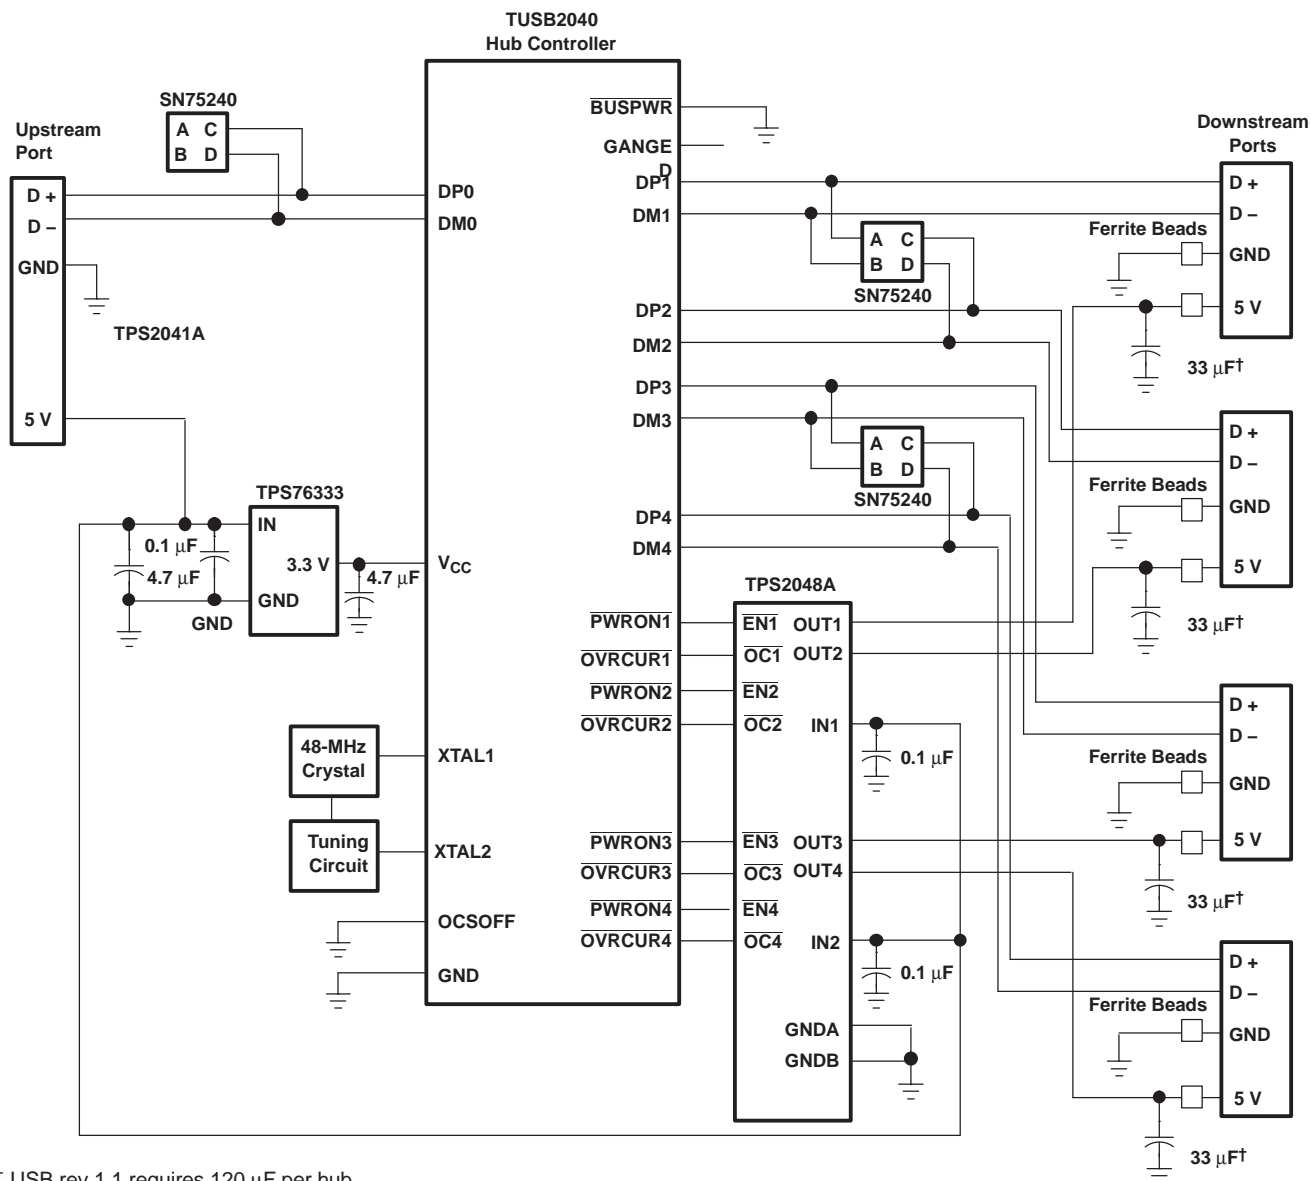 TUSB2040
Hub Controller
SN75240
A C
B D
Upstream
Port
D +
D –
GND
5 V
TPS2041A
TPS76333
IN
3.3 V
GND
0.1 μF
4.7 μF
GND
4.7 μF
48-MHz
Crystal
Tuning
Circuit
DP0
DM0
VCC
XTAL1
XTAL2
OCSOFF
GND
BUSPWR
GANGE
D
DP1
DM1
DP2
DM2
DP3
DM3
DP4
DM4
PWRON1
OVRCUR1
PWRON2
OVRCUR2
PWRON3
OVRCUR3
PWRON4
OVRCUR4
A C
B D
SN75240
A C
B D
SN75240
TPS2048A
EN1 OUT1
OC1 OUT2
EN2
OC2 IN1
EN3 OUT3
OC3 OUT4
EN4
OC4 IN2
GNDA
GNDB
0.1 μF
0.1 μF
Downstream
Ports
D +
D –
Ferrite Beads
GND
5 V
33 μF†
D +
D –
Ferrite Beads
GND
5 V
33 μF†
D +
D –
Ferrite Beads
GND
5 V
33 μF†
D +
D –
Ferrite Beads
GND
5 V
33 μF†
USB rev 1.1 requires 120 μF per hub